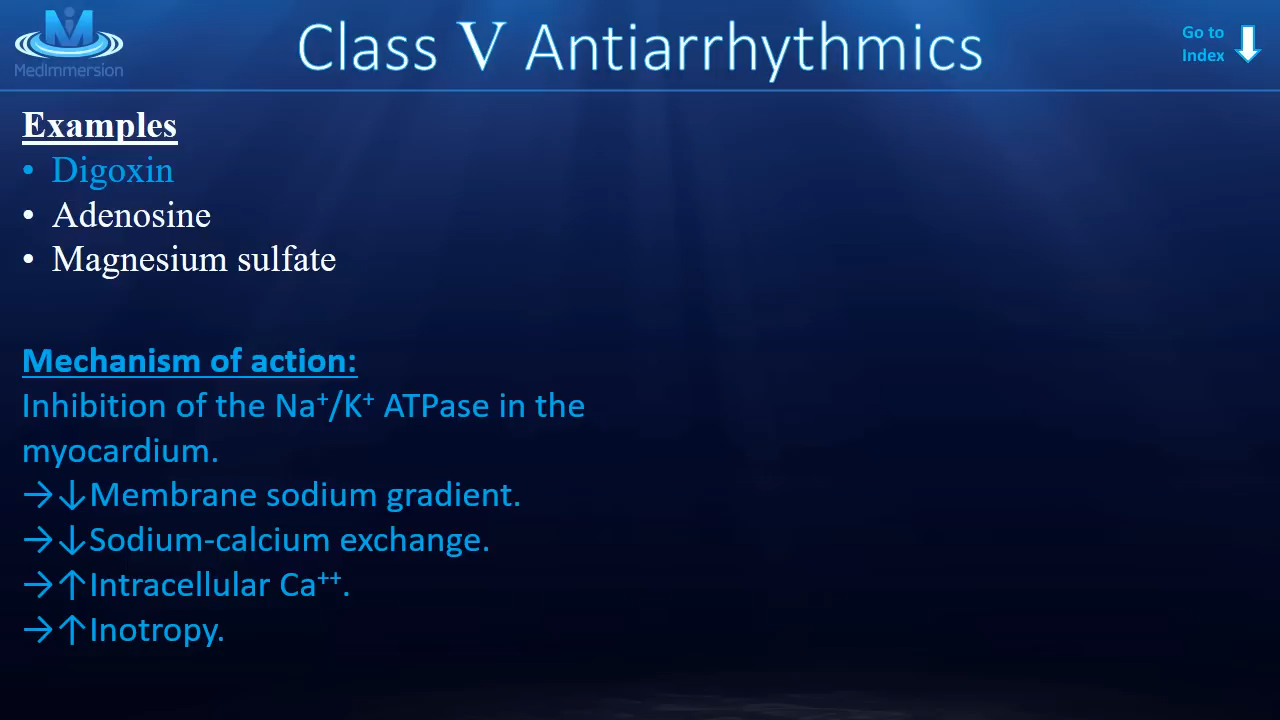 MedImmersion
Class V Antiarrhythmics
Go to
Index
Examples
• Digoxin
• Adenosine
• Magnesium sulfate
Mechanism of action:
Inhibition of the Na⁺/K⁺ ATPase in the
myocardium.
→↓Membrane sodium gradient.
→↓Sodium-calcium exchange.
→↑Intracellular Ca⁺⁺.
→↑Inotropy.